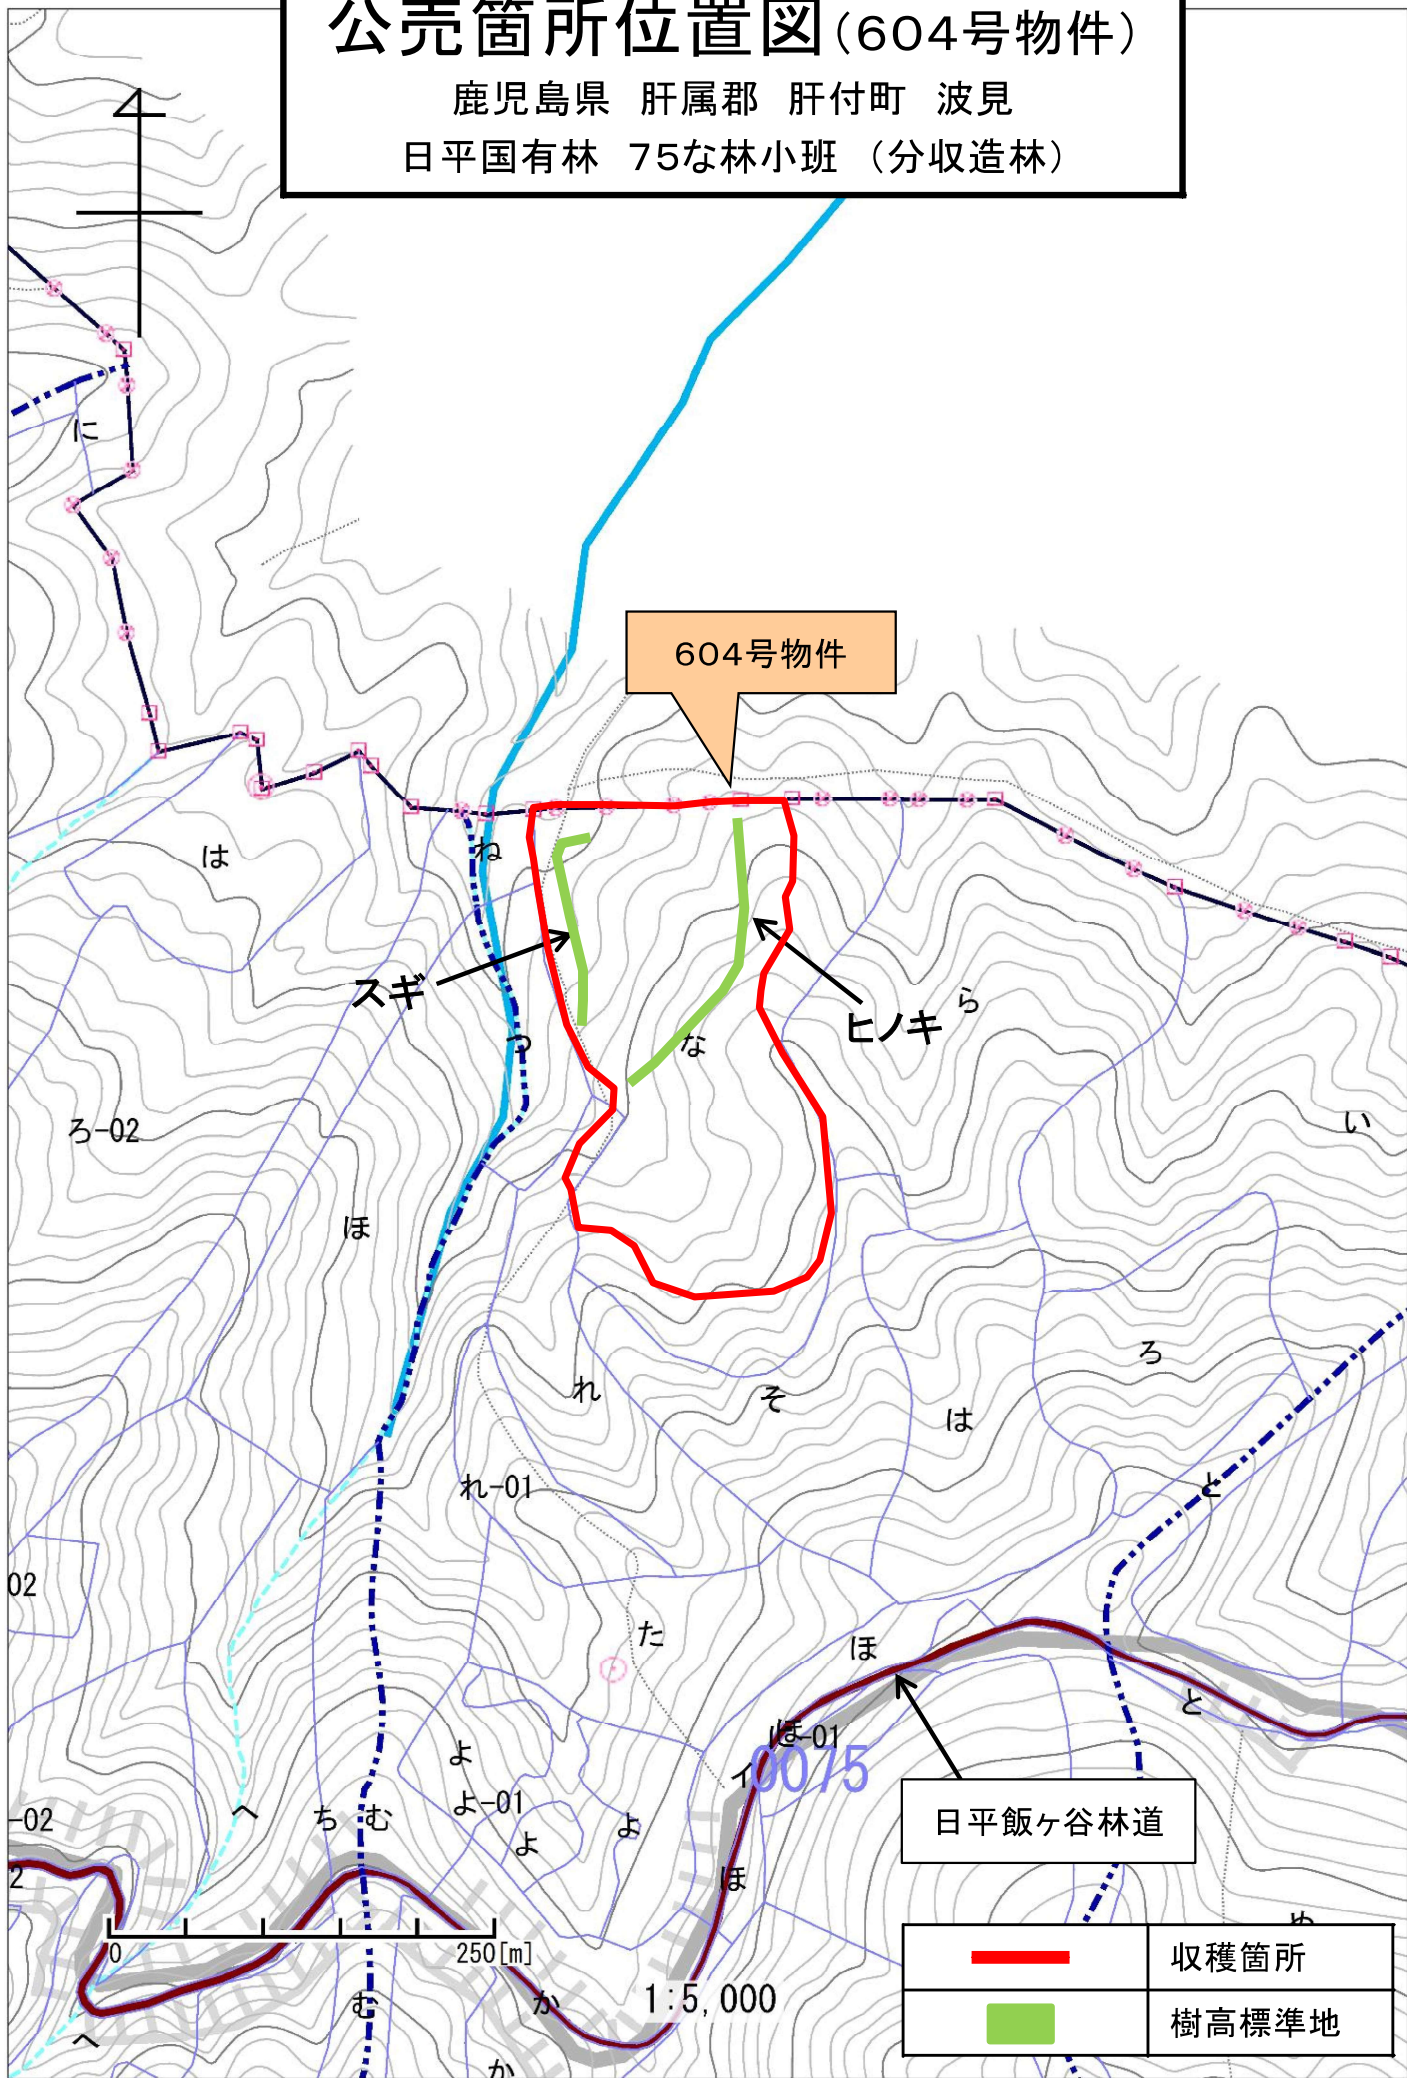 公売箇所位置図(604号物件)
鹿児島県 肝属郡 肝付町 波見
日平国有林 75な林小班 (分収造林)
に
604号物件
ね
は
スギ
ら
ヒノキ
つ
な
い
ろ-02
ほ
ろ
れ
そ
は
と
れ-01
02
た
ほ
と
ほ-01
イ
0075
よ
よ-01
へ
ち
む
よ
よ
-02
日平飯ヶ谷林道
2
ほ
0
250[m]
収穫箇所
む
か
1:5,000
樹高標準地
へ
か